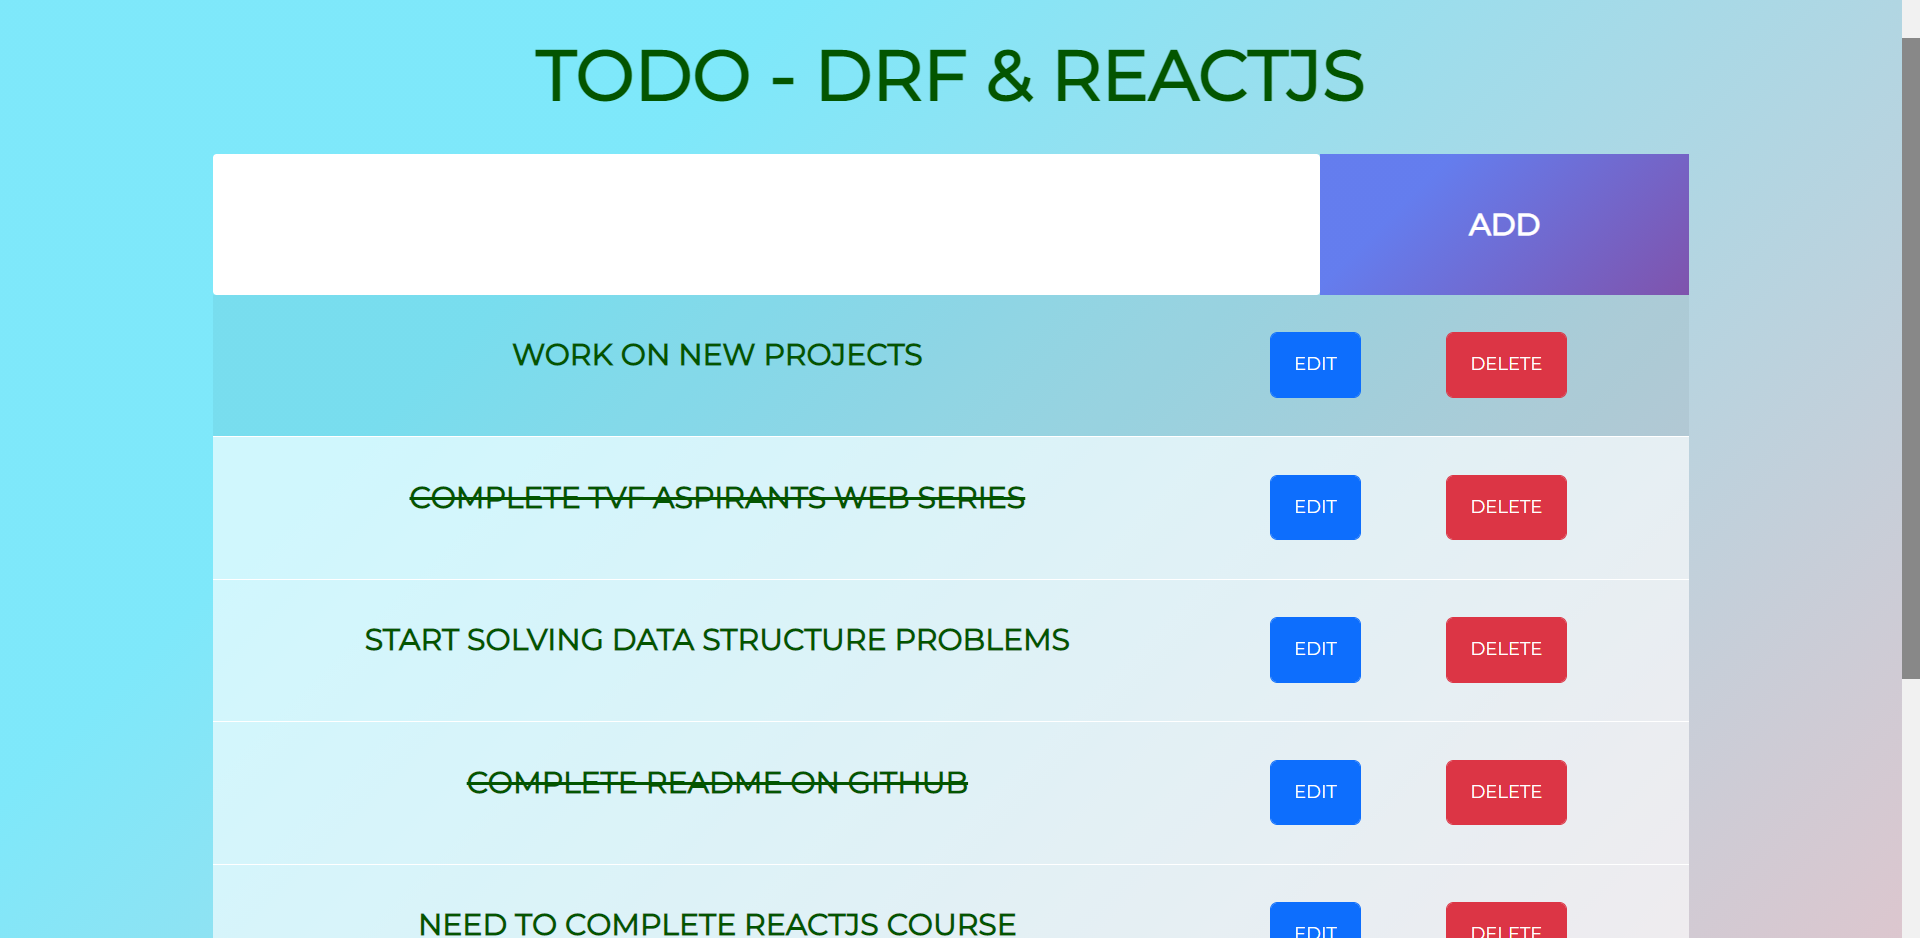 TODO - DRF & REACTJS
ADD
WORK ON NEW PROJECTS EDIT DELETE
COMPLETE TVF ASPIRANTS WEB SERIES EDIT DELETE
START SOLVING DATA STRUCTURE PROBLEMS EDIT DELETE
COMPLETE README ON GITHUB EDIT DELETE
NEED TO COMPLETE REACTJS COURSE EDIT DELETE